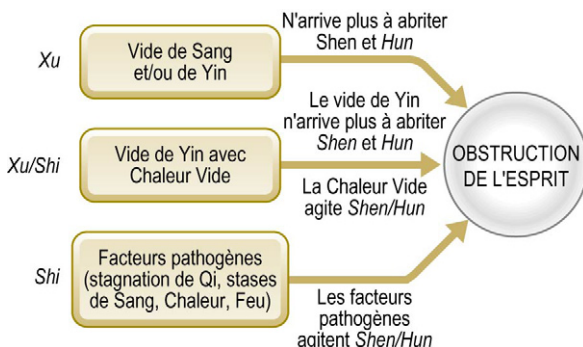 N'arrive plus à abriter
Shen et Hun
Xu
Vide de Sang
et/ou de Yin
Le vide de Yin
n'arrive plus à abriter
Shen et Hun
Xu/Shi
Vide de Yin avec
Chaleur Vide
OBSTRUCTION
DE L'ESPRIT
La Chaleur Vide
agite Shen/Hun
Shi
Facteurs pathogènes
(stagnation de Qi, stases
de Sang, Chaleur, Feu)
Les facteurs
pathogènes
agitent Shen/Hun